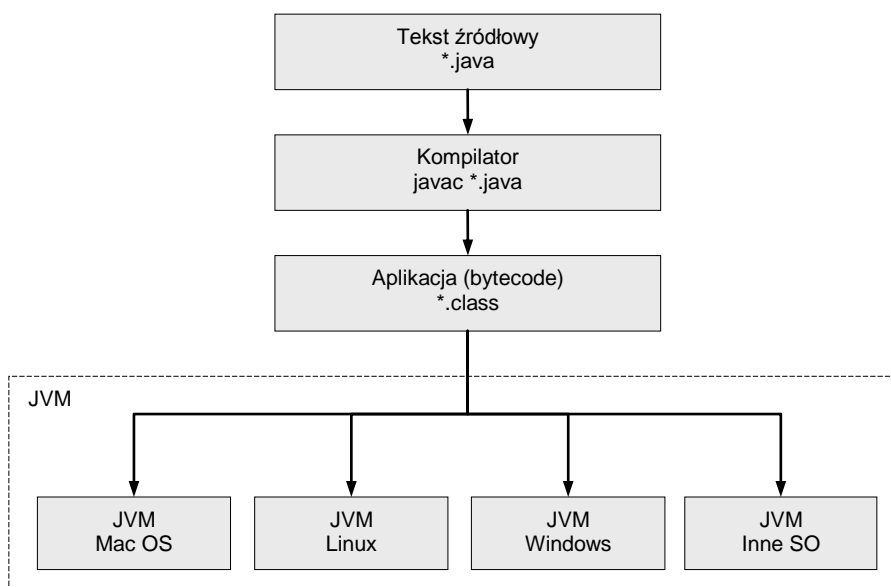 Tekst źródłowy
*.java
Kompilator
javac *.java
Aplikacja (bytecode)
*.class
JVM
JVM
Mac OS
JVM
Linux
JVM
Windows
JVM
Inne SO